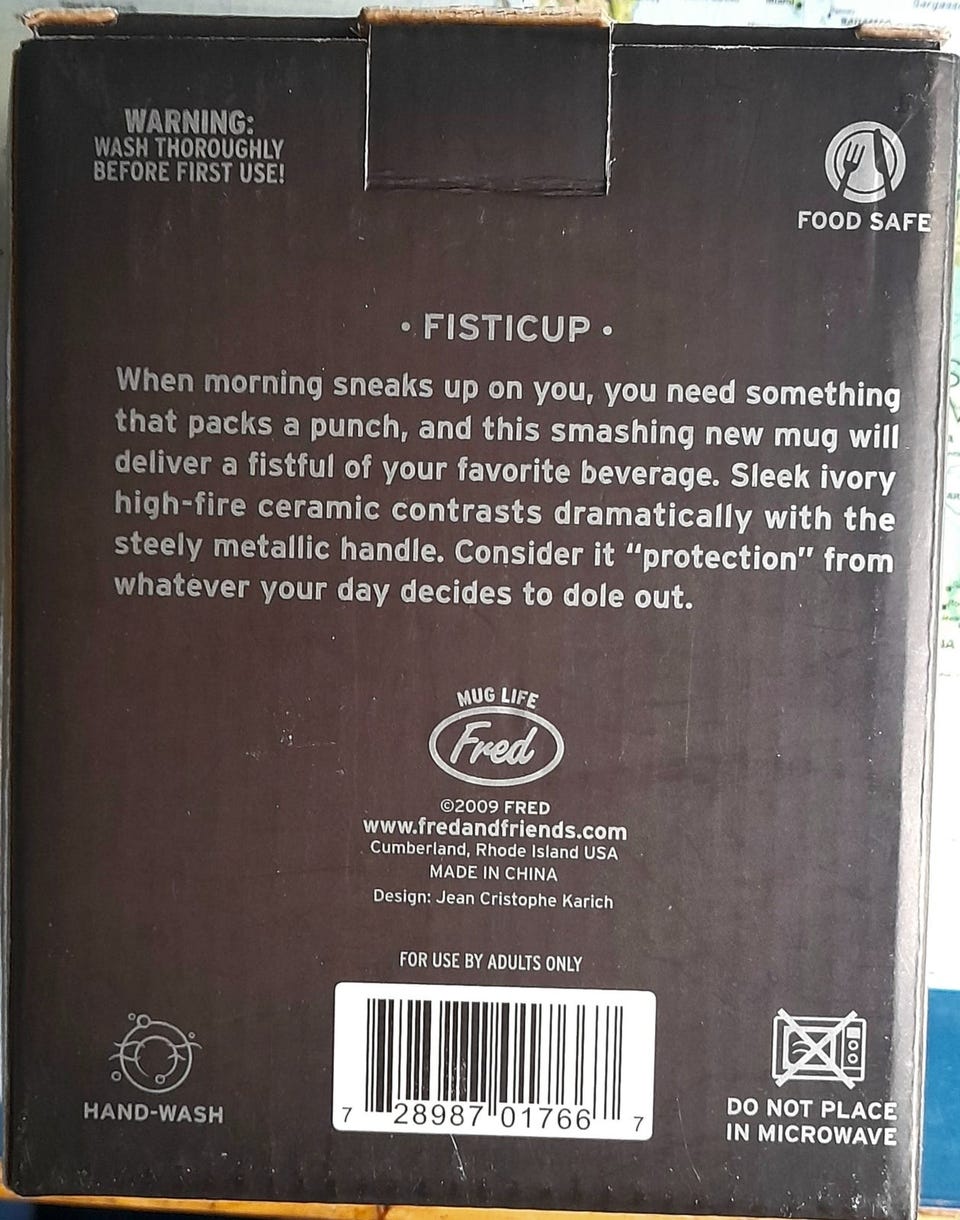 WARNING:
WASH THOROUGHLY
BEFORE FIRST USE!
FOOD SAFE
• FISTICUP •
When morning sneaks up on you, you need something
that packs a punch, and this smashing new mug will
deliver a fistful of your favorite beverage. Sleek ivory
high-fire ceramic contrasts dramatically with the
steely metallic handle. Consider it “protection” from
whatever your day decides to dole out.
MUG LIFE
Fred
©2009 FRED
www.fredandfriends.com
Cumberland, Rhode Island USA
MADE IN CHINA
Design: Jean Cristophe Karich
FOR USE BY ADULTS ONLY
7 28987 01766 7
HAND-WASH
DO NOT PLACE
IN MICROWAVE